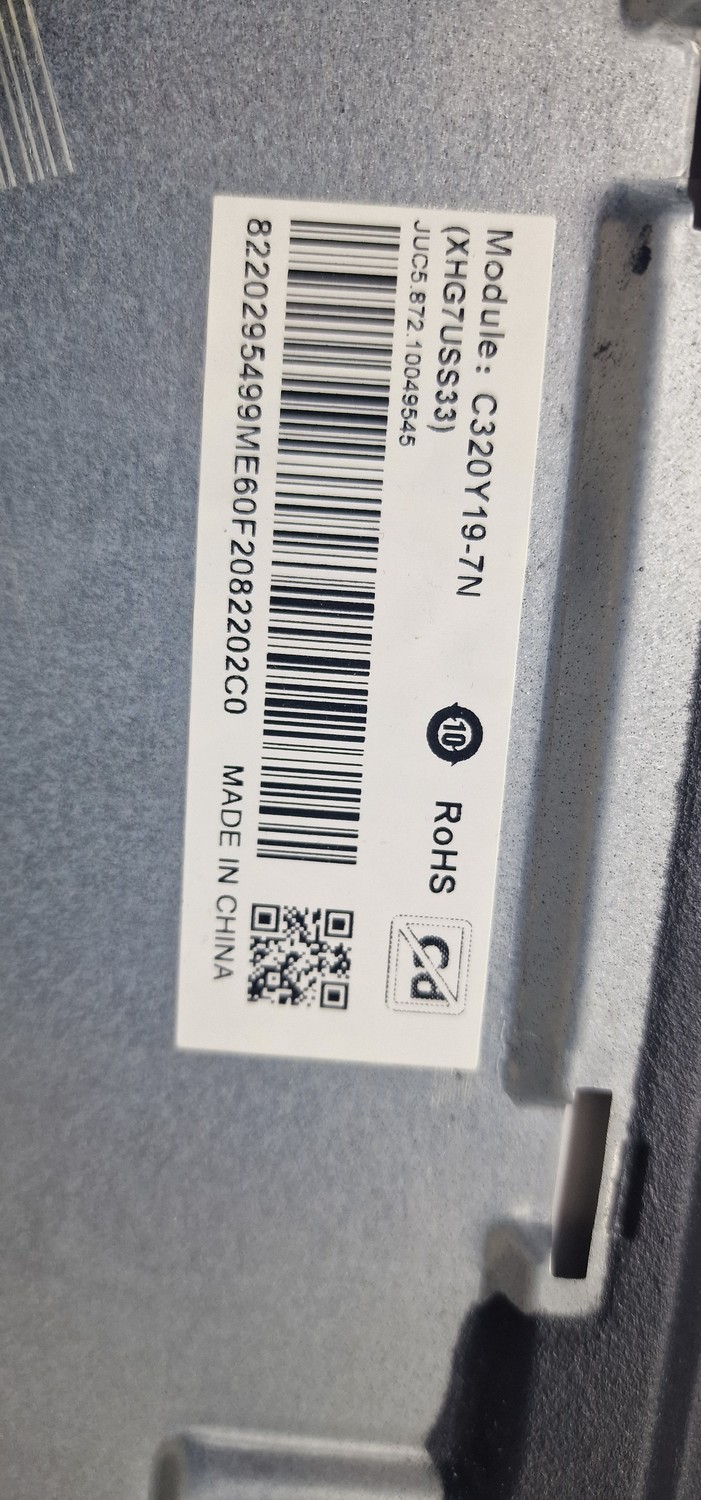 Module: C320Y19-7N
(XHG7USS33)
JUC5.872.10049545
10
RoHS
Cd
8220295499ME60F2082202C0
MADE IN CHINA